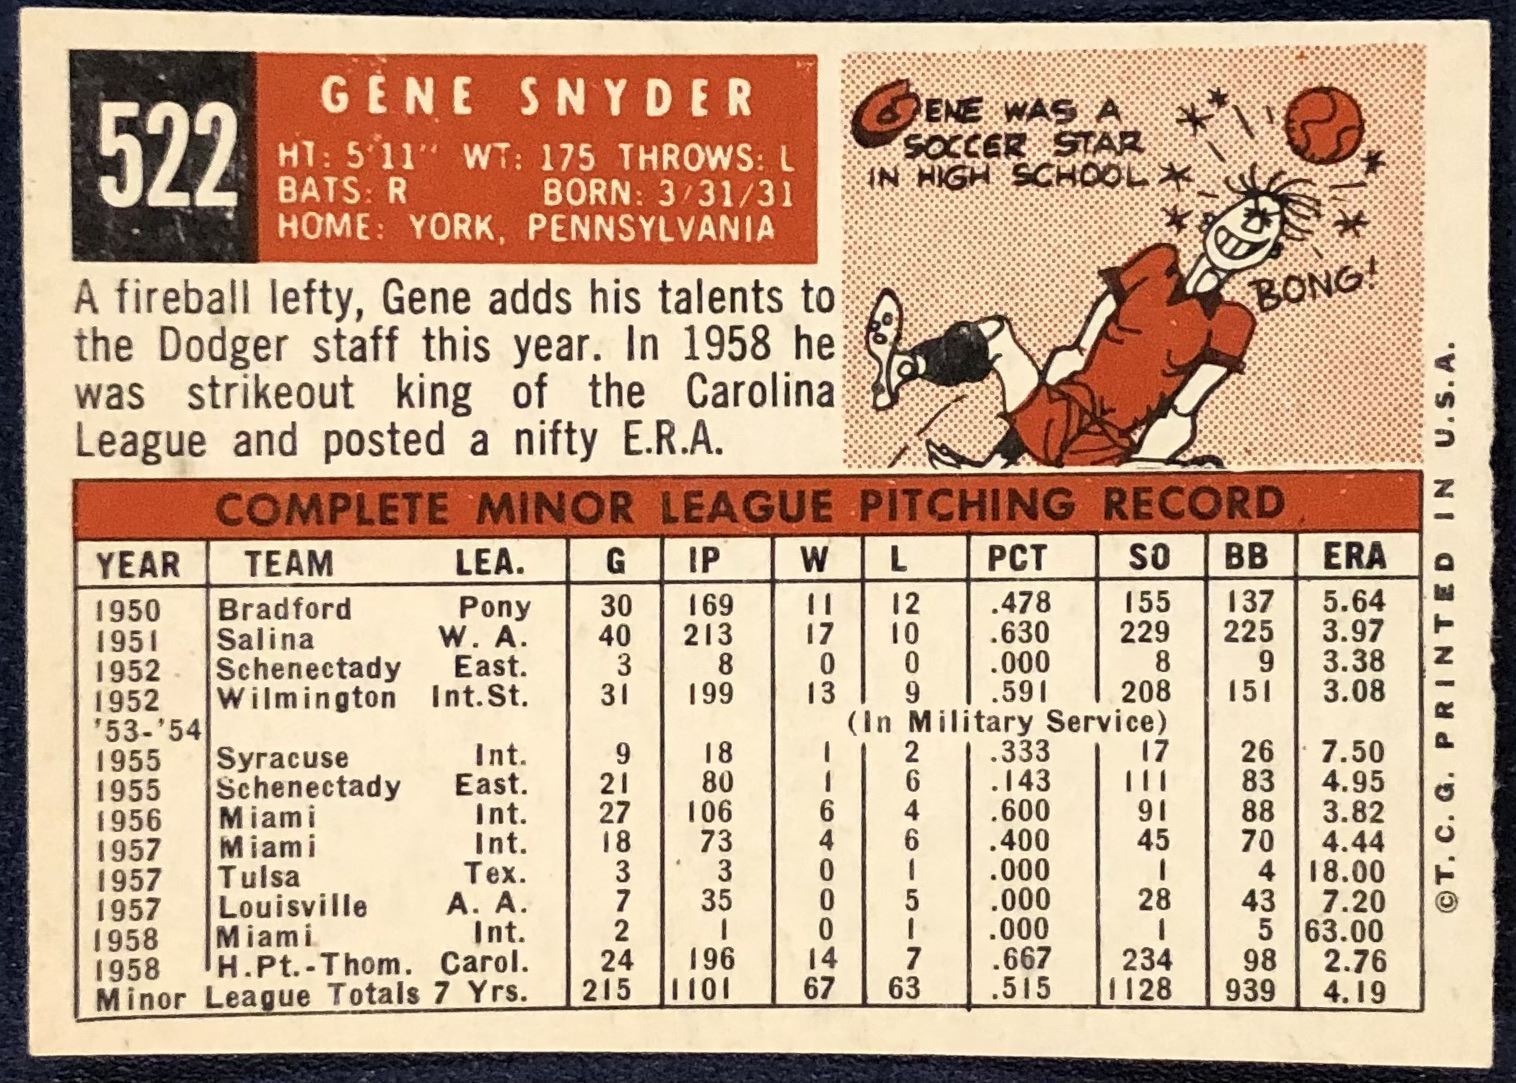 522
GENE SNYDER
HT: 5'11" WT: 175 THROWS: L
BATS: R BORN: 3/31/31
HOME: YORK, PENNSYLVANIA
GENE WAS A
SOCCER STAR
IN HIGH SCHOOL
BONG!
A fireball lefty, Gene adds his talents to
the Dodger staff this year. In 1958 he
was strikeout king of the Carolina
League and posted a nifty E.R.A.
COMPLETE MINOR LEAGUE PITCHING RECORD
YEAR TEAM LEA. G IP W L PCT SO BB ERA
1950 Bradford Pony 30 169 11 12 .478 155 137 5.64
1951 Salina W. A. 40 213 17 10 .630 229 225 3.97
1952 Schenectady East. 3 8 0 0 .000 8 9 3.38
1952 Wilmington Int.St. 31 199 13 9 .591 208 151 3.08
'53-'54 (In Military Service)
1955 Syracuse Int. 9 18 1 2 .333 17 26 7.50
1955 Schenectady East. 21 80 1 6 .143 111 83 4.95
1956 Miami Int. 27 106 6 4 .600 91 88 3.82
1957 Miami Int. 18 73 4 6 .400 45 70 4.44
1957 Tulsa Tex. 3 3 0 1 .000 1 4 18.00
1957 Louisville A. A. 7 35 0 5 .000 28 43 7.20
1958 Miami Int. 2 1 0 1 .000 1 5 63.00
1958 H.Pt.-Thom. Carol. 24 196 14 7 .667 234 98 2.76
Minor League Totals 7 Yrs. 215 1101 67 63 .515 1128 939 4.19
©T.C.G. PRINTED IN U.S.A.